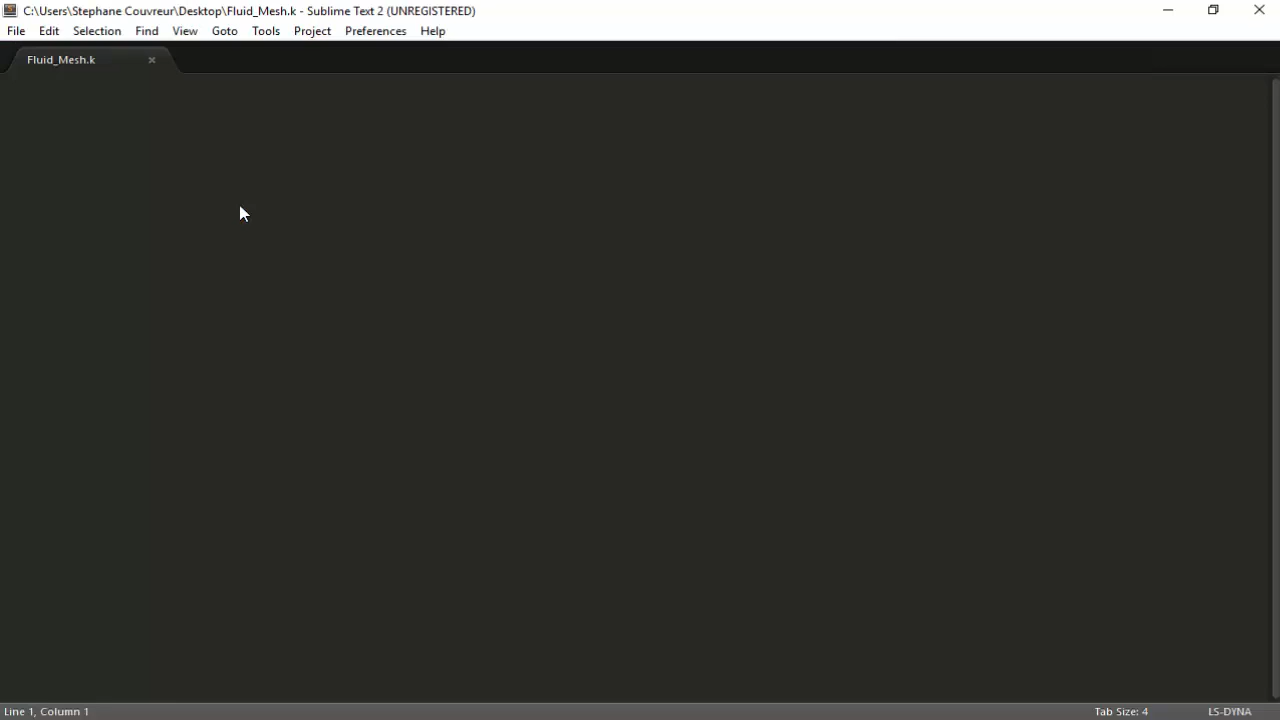 C:\Users\Stephane Couvreur\Desktop\Fluid_Mesh.k - Sublime Text 2 (UNREGISTERED)
File Edit Selection Find View Goto Tools Project Preferences Help
Fluid_Mesh.k
Line 1, Column 1 Tab Size: 4 LS-DYNA